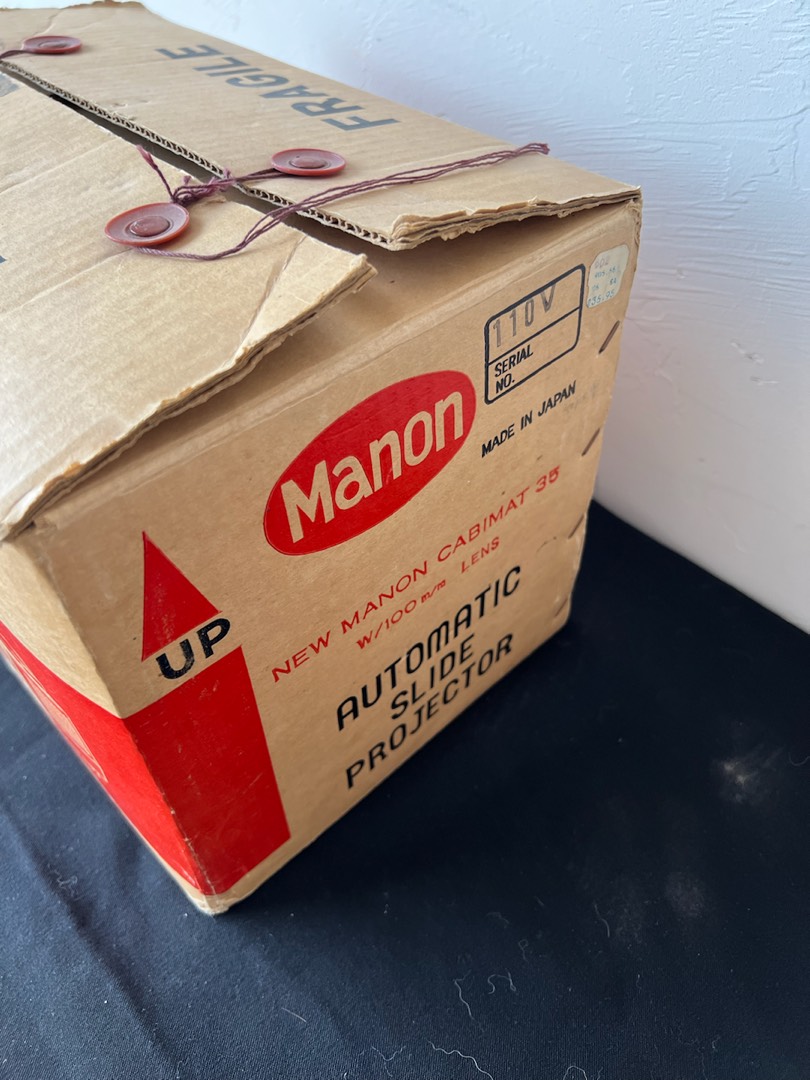 FRAGILE
110V
SERIAL
NO.
MADE IN JAPAN
Manon
NEW MANON CABIMAT 35
W/100 m/m LENS
UP
AUTOMATIC
SLIDE
PROJECTOR